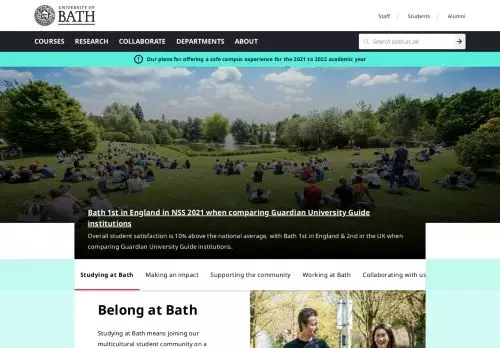 UNIVERSITY OF
BATH
Staff
Students
Alumni
COURSES
RESEARCH
COLLABORATE
DEPARTMENTS
ABOUT
Search bath.ac.uk
Our plans for offering a safe campus experience for the 2021 to 2022 academic year
Bath 1st in England in NSS 2021 when comparing Guardian University Guide
institutions
Overall student satisfaction is 10% above the national average, with Bath 1st in England & 2nd in the UK when
comparing Guardian University Guide institutions.
Studying at Bath
Making an impact
Supporting the community
Working at Bath
Collaborating with us
Belong at Bath
Studying at Bath means joining our
multicultural student community on a